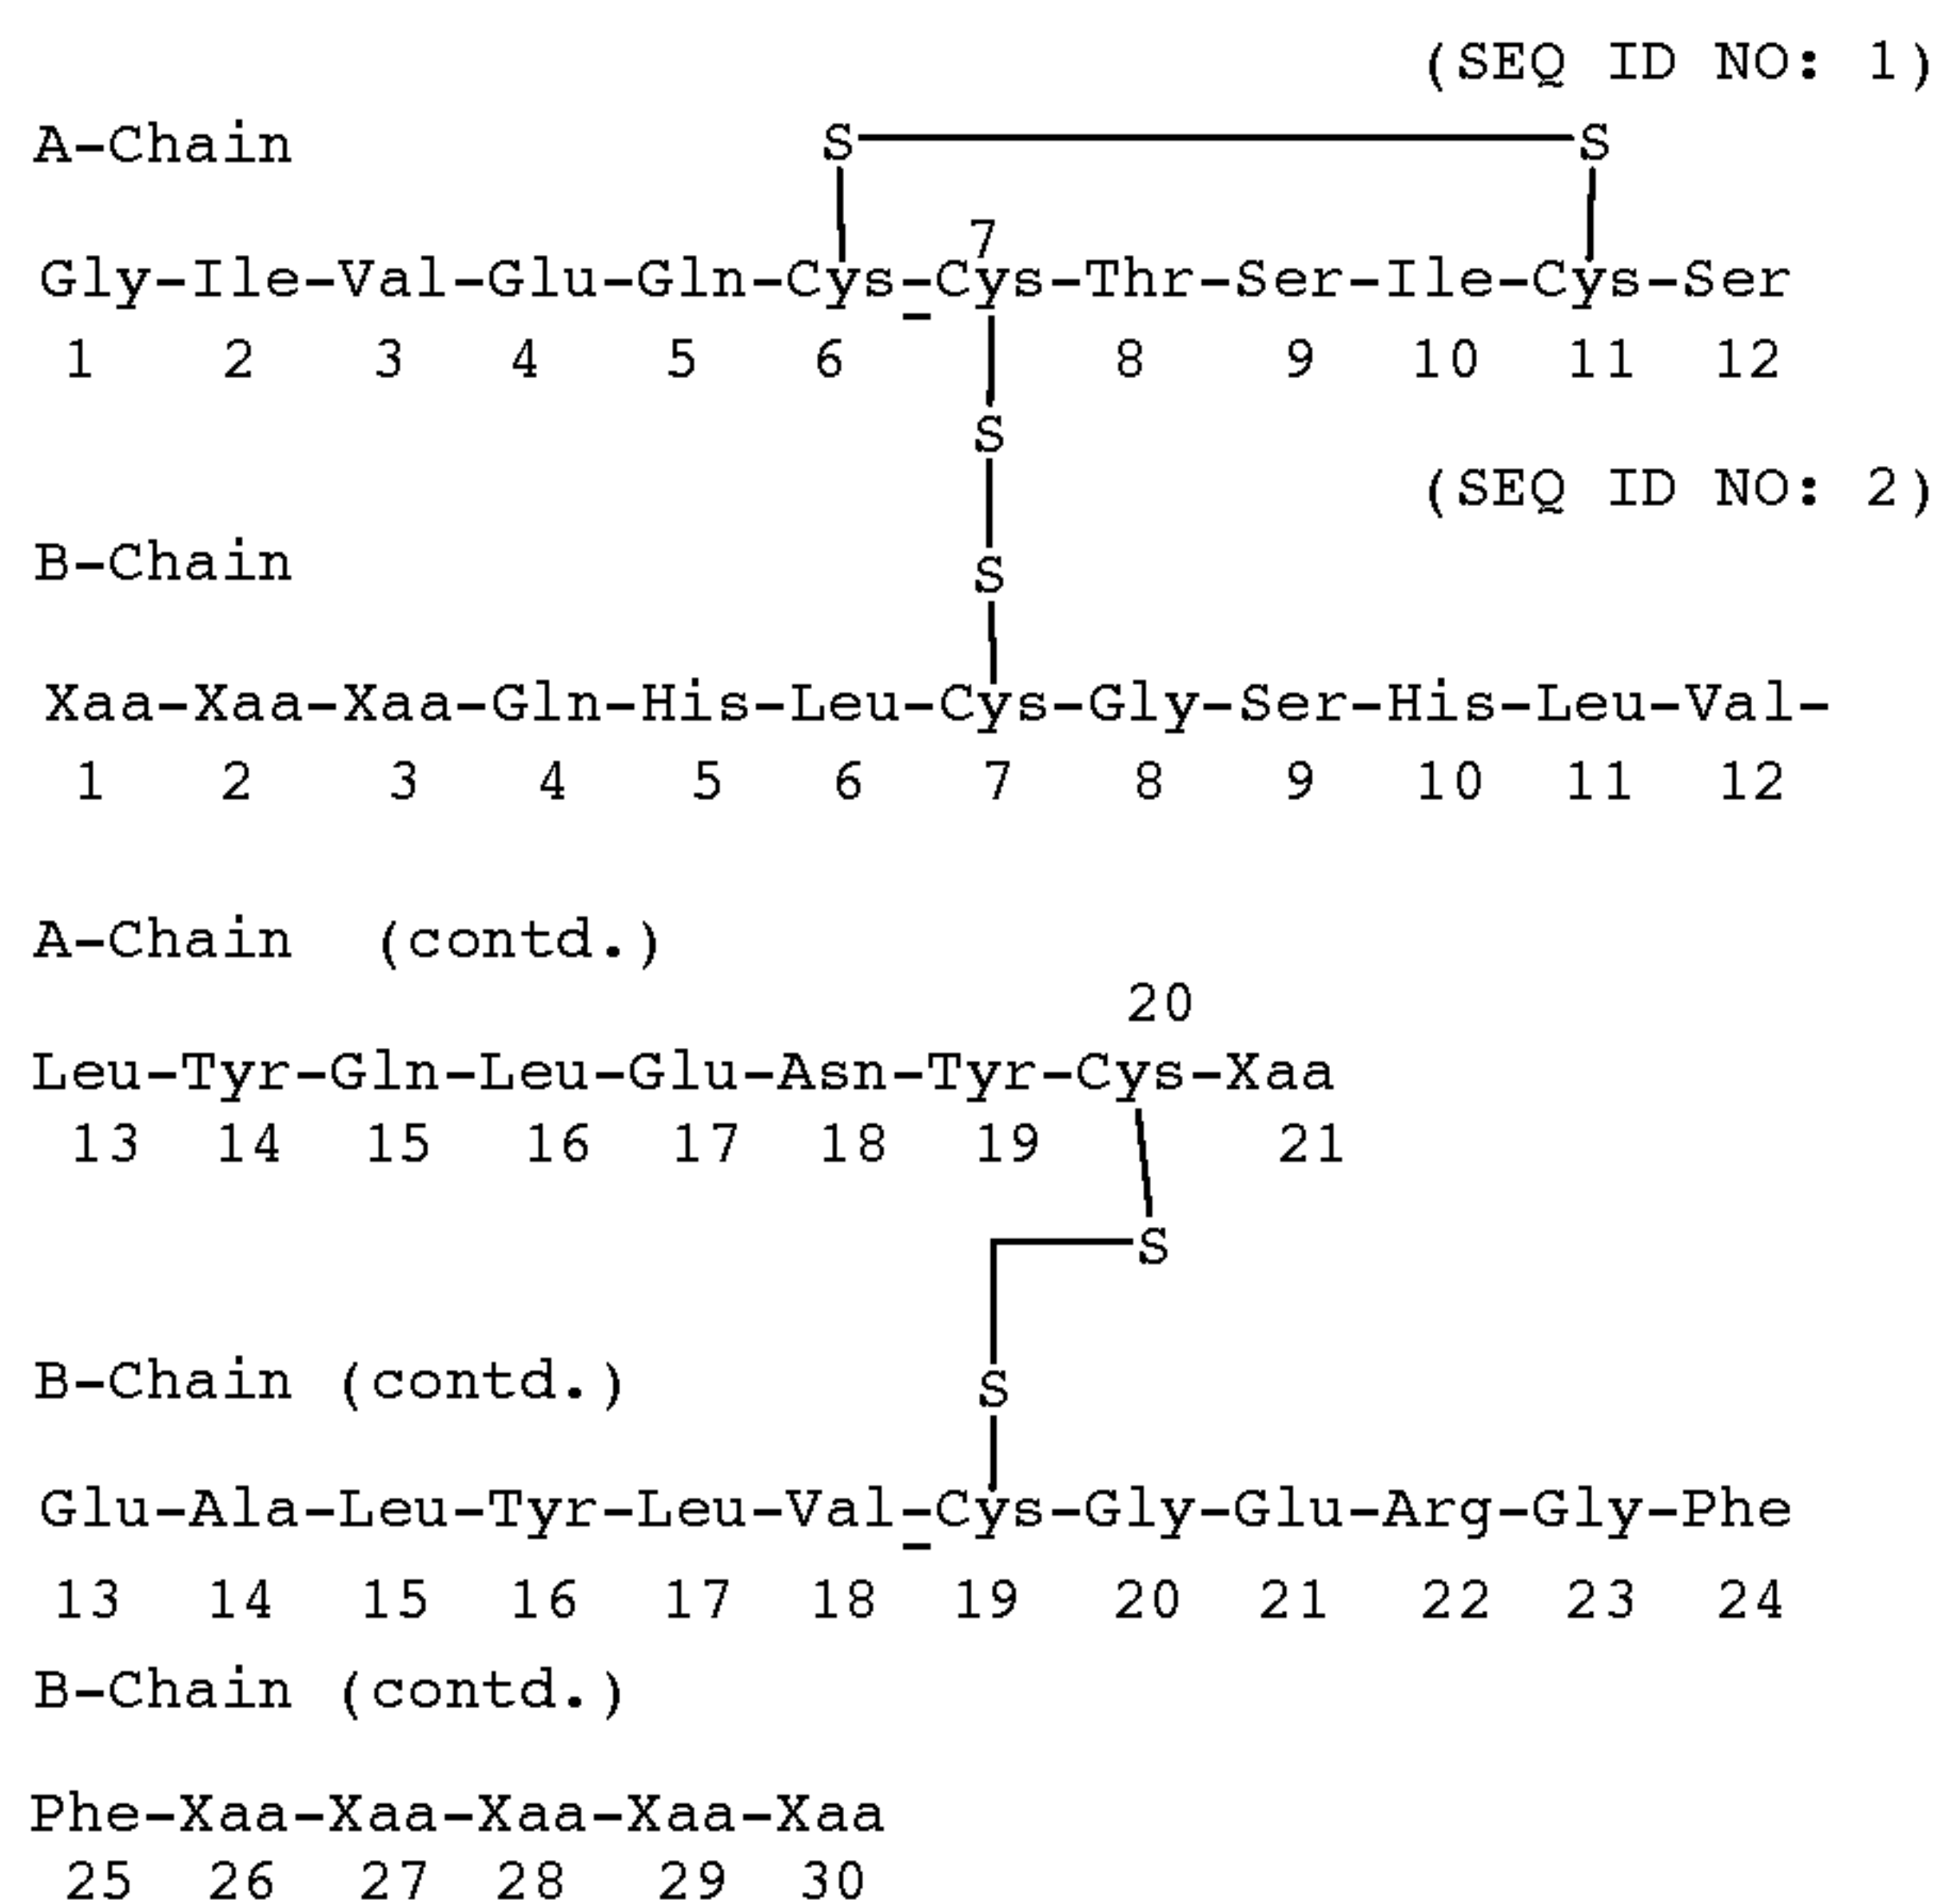 (SEQ ID NO: 1)
A-Chain S S
7
Gly-Ile-Val-Glu-Gln-Cys-Cys-Thr-Ser-Ile-Cys-Ser
1 2 3 4 5 6 8 9 10 11 12
S
(SEQ ID NO: 2)
B-Chain S
Xaa-Xaa-Xaa-Gln-His-Leu-Cys-Gly-Ser-His-Leu-Val-
1 2 3 4 5 6 7 8 9 10 11 12
A-Chain (contd.)
20
Leu-Tyr-Gln-Leu-Glu-Asn-Tyr-Cys-Xaa
13 14 15 16 17 18 19 21
S
B-Chain (contd.) S
Glu-Ala-Leu-Tyr-Leu-Val-Cys-Gly-Glu-Arg-Gly-Phe
13 14 15 16 17 18 19 20 21 22 23 24
B-Chain (contd.)
Phe-Xaa-Xaa-Xaa-Xaa-Xaa
25 26 27 28 29 30